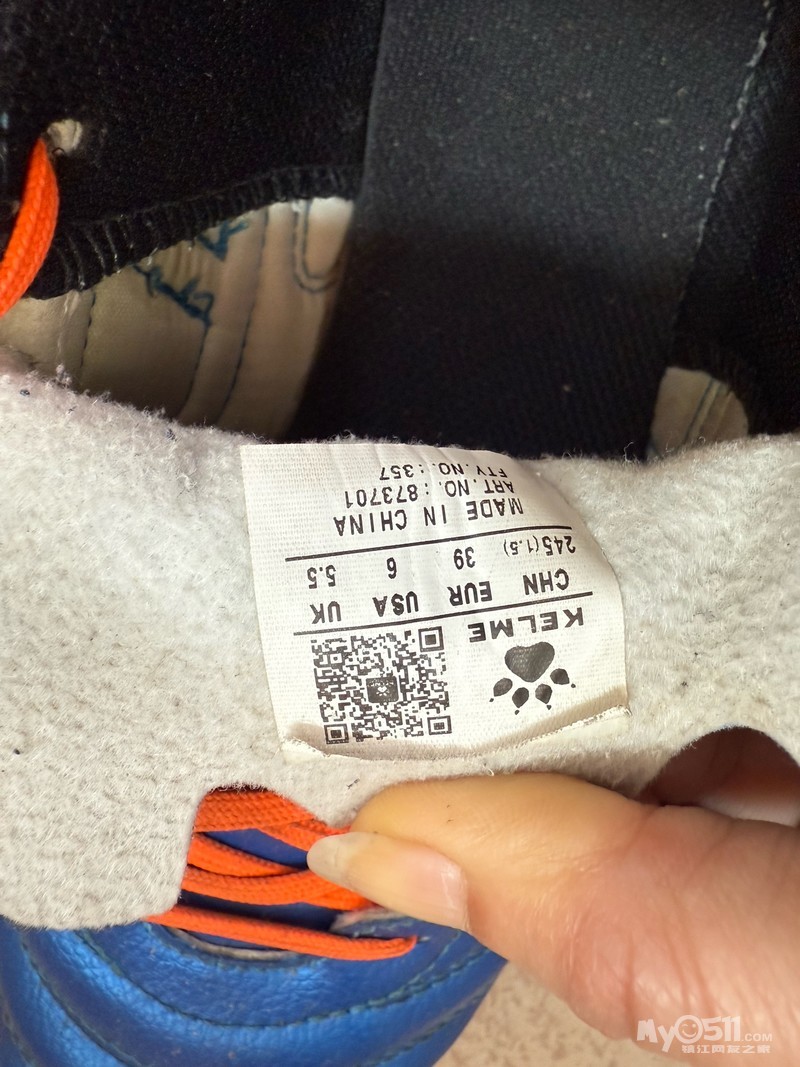 KELME
CHN EUR USA UK
245(1.5) 39 6 5.5
MADE IN CHINA
ART.NO.:873701
FTY.NO.:357
My0511.COM
镇江网友之家